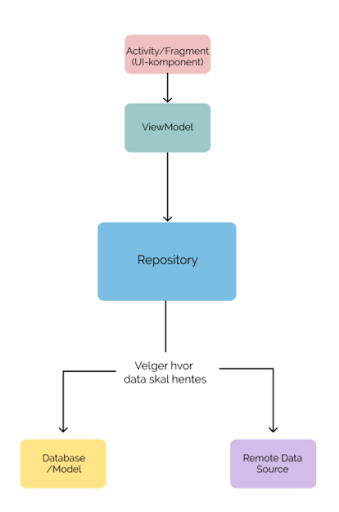 Activity/Fragment
(UI-komponent)
ViewModel
Repository
Velger hvor
data skal hentes
Database
/Model
Remote Data
Source